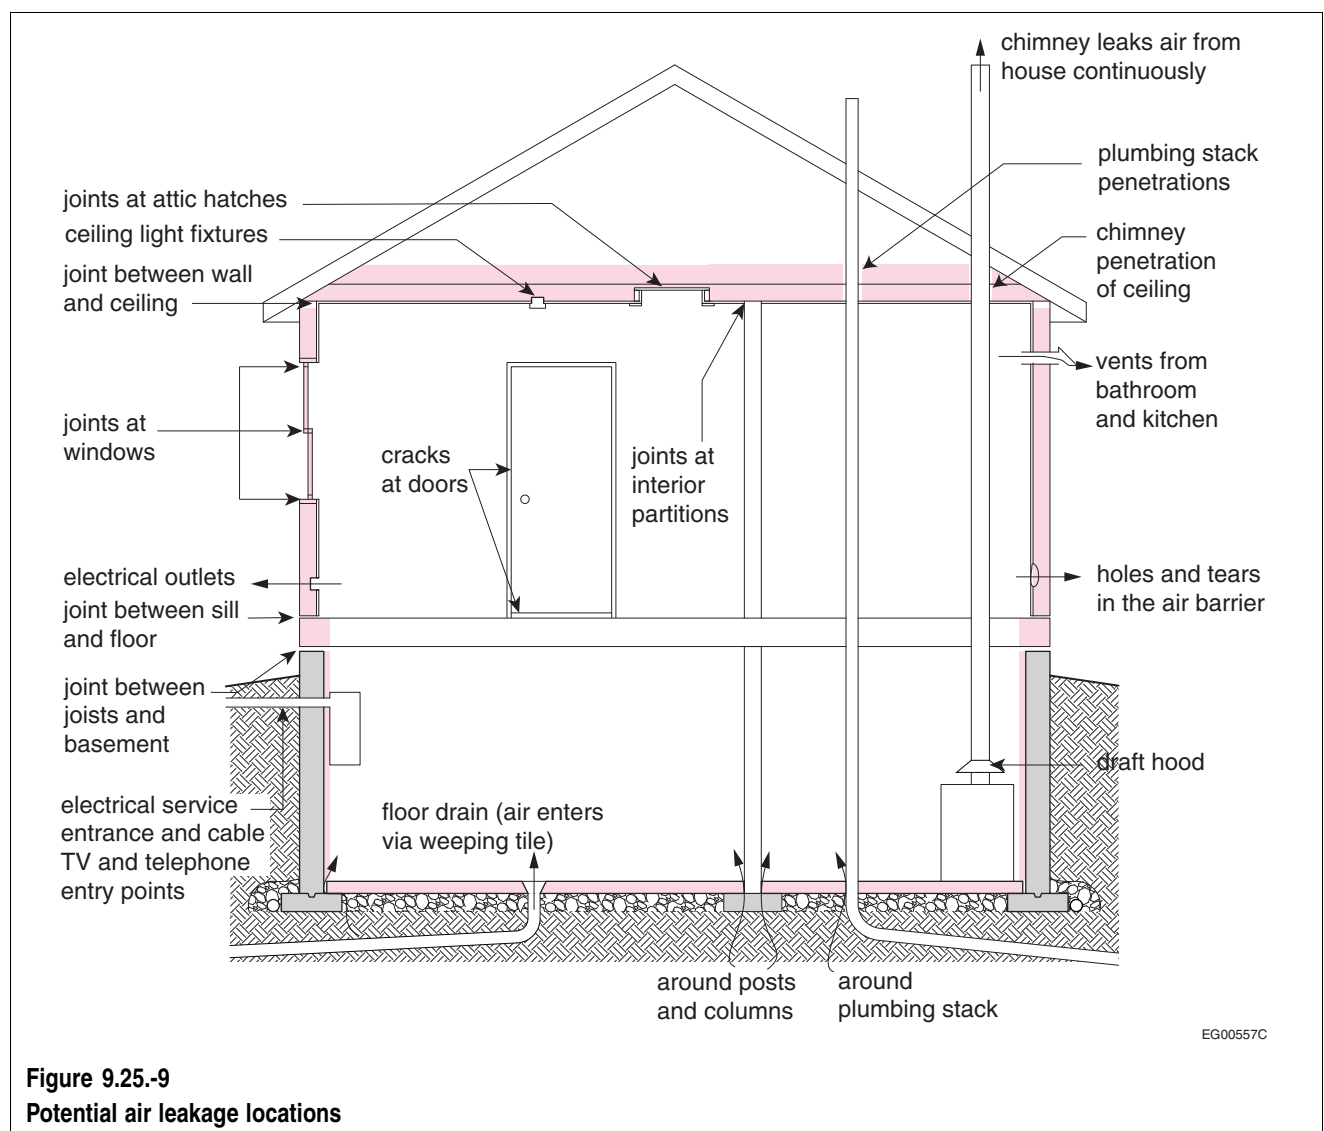 chimney leaks air from
house continuously
plumbing stack
penetrations
joints at attic hatches
ceiling light fixtures
chimney
penetration
of ceiling
joint between wall
and ceiling
vents from
bathroom
and kitchen
joints at
windows
cracks
at doors
joints at
interior
partitions
electrical outlets
holes and tears
in the air barrier
joint between sill
and floor
joint between
joists and
basement
draft hood
electrical service
entrance and cable
TV and telephone
entry points
floor drain (air enters
via weeping tile)
around posts
and columns
around
plumbing stack
EG00557C
Figure 9.25.-9
Potential air leakage locations